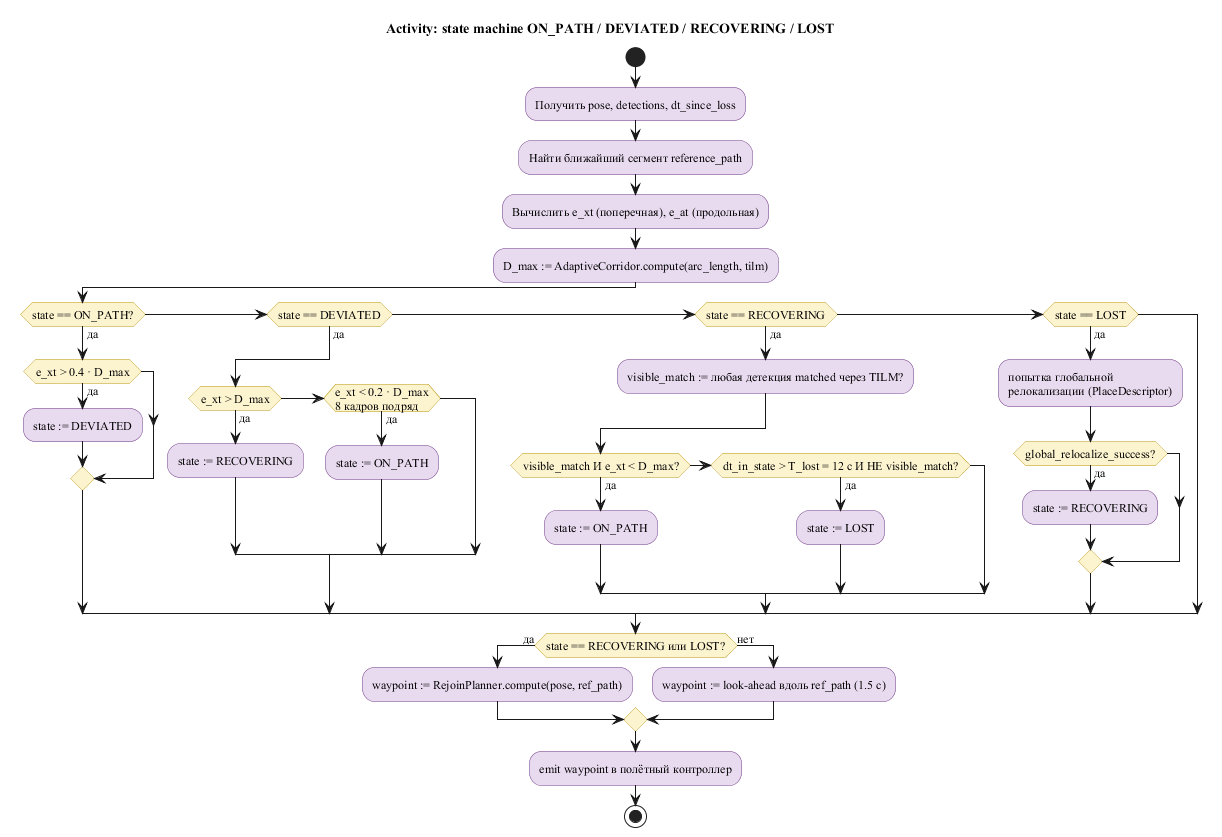 Activity: state machine ON_PATH / DEVIATED / RECOVERING / LOST
Получить pose, detections, dt_since_loss
Найти ближайший сегмент reference_path
Вычислить e_xt (поперечная), e_at (продольная)
D_max := AdaptiveCorridor.compute(arc_length, tilm)
state == ON_PATH?
да
e_xt > 0.4 · D_max
да
state := DEVIATED
state == DEVIATED
да
e_xt > D_max
да
state := RECOVERING
e_xt < 0.2 · D_max
8 кадров подряд
да
state := ON_PATH
state == RECOVERING
да
visible_match := любая детекция matched через TILM?
visible_match И e_xt < D_max?
да
state := ON_PATH
dt_in_state > T_lost = 12 с И НЕ visible_match?
да
state := LOST
state == LOST
да
попытка глобальной
релокализации (PlaceDescriptor)
global_relocalize_success?
да
state := RECOVERING
state == RECOVERING или LOST?
да
нет
waypoint := RejoinPlanner.compute(pose, ref_path)
waypoint := look-ahead вдоль ref_path (1.5 с)
emit waypoint в полётный контроллер